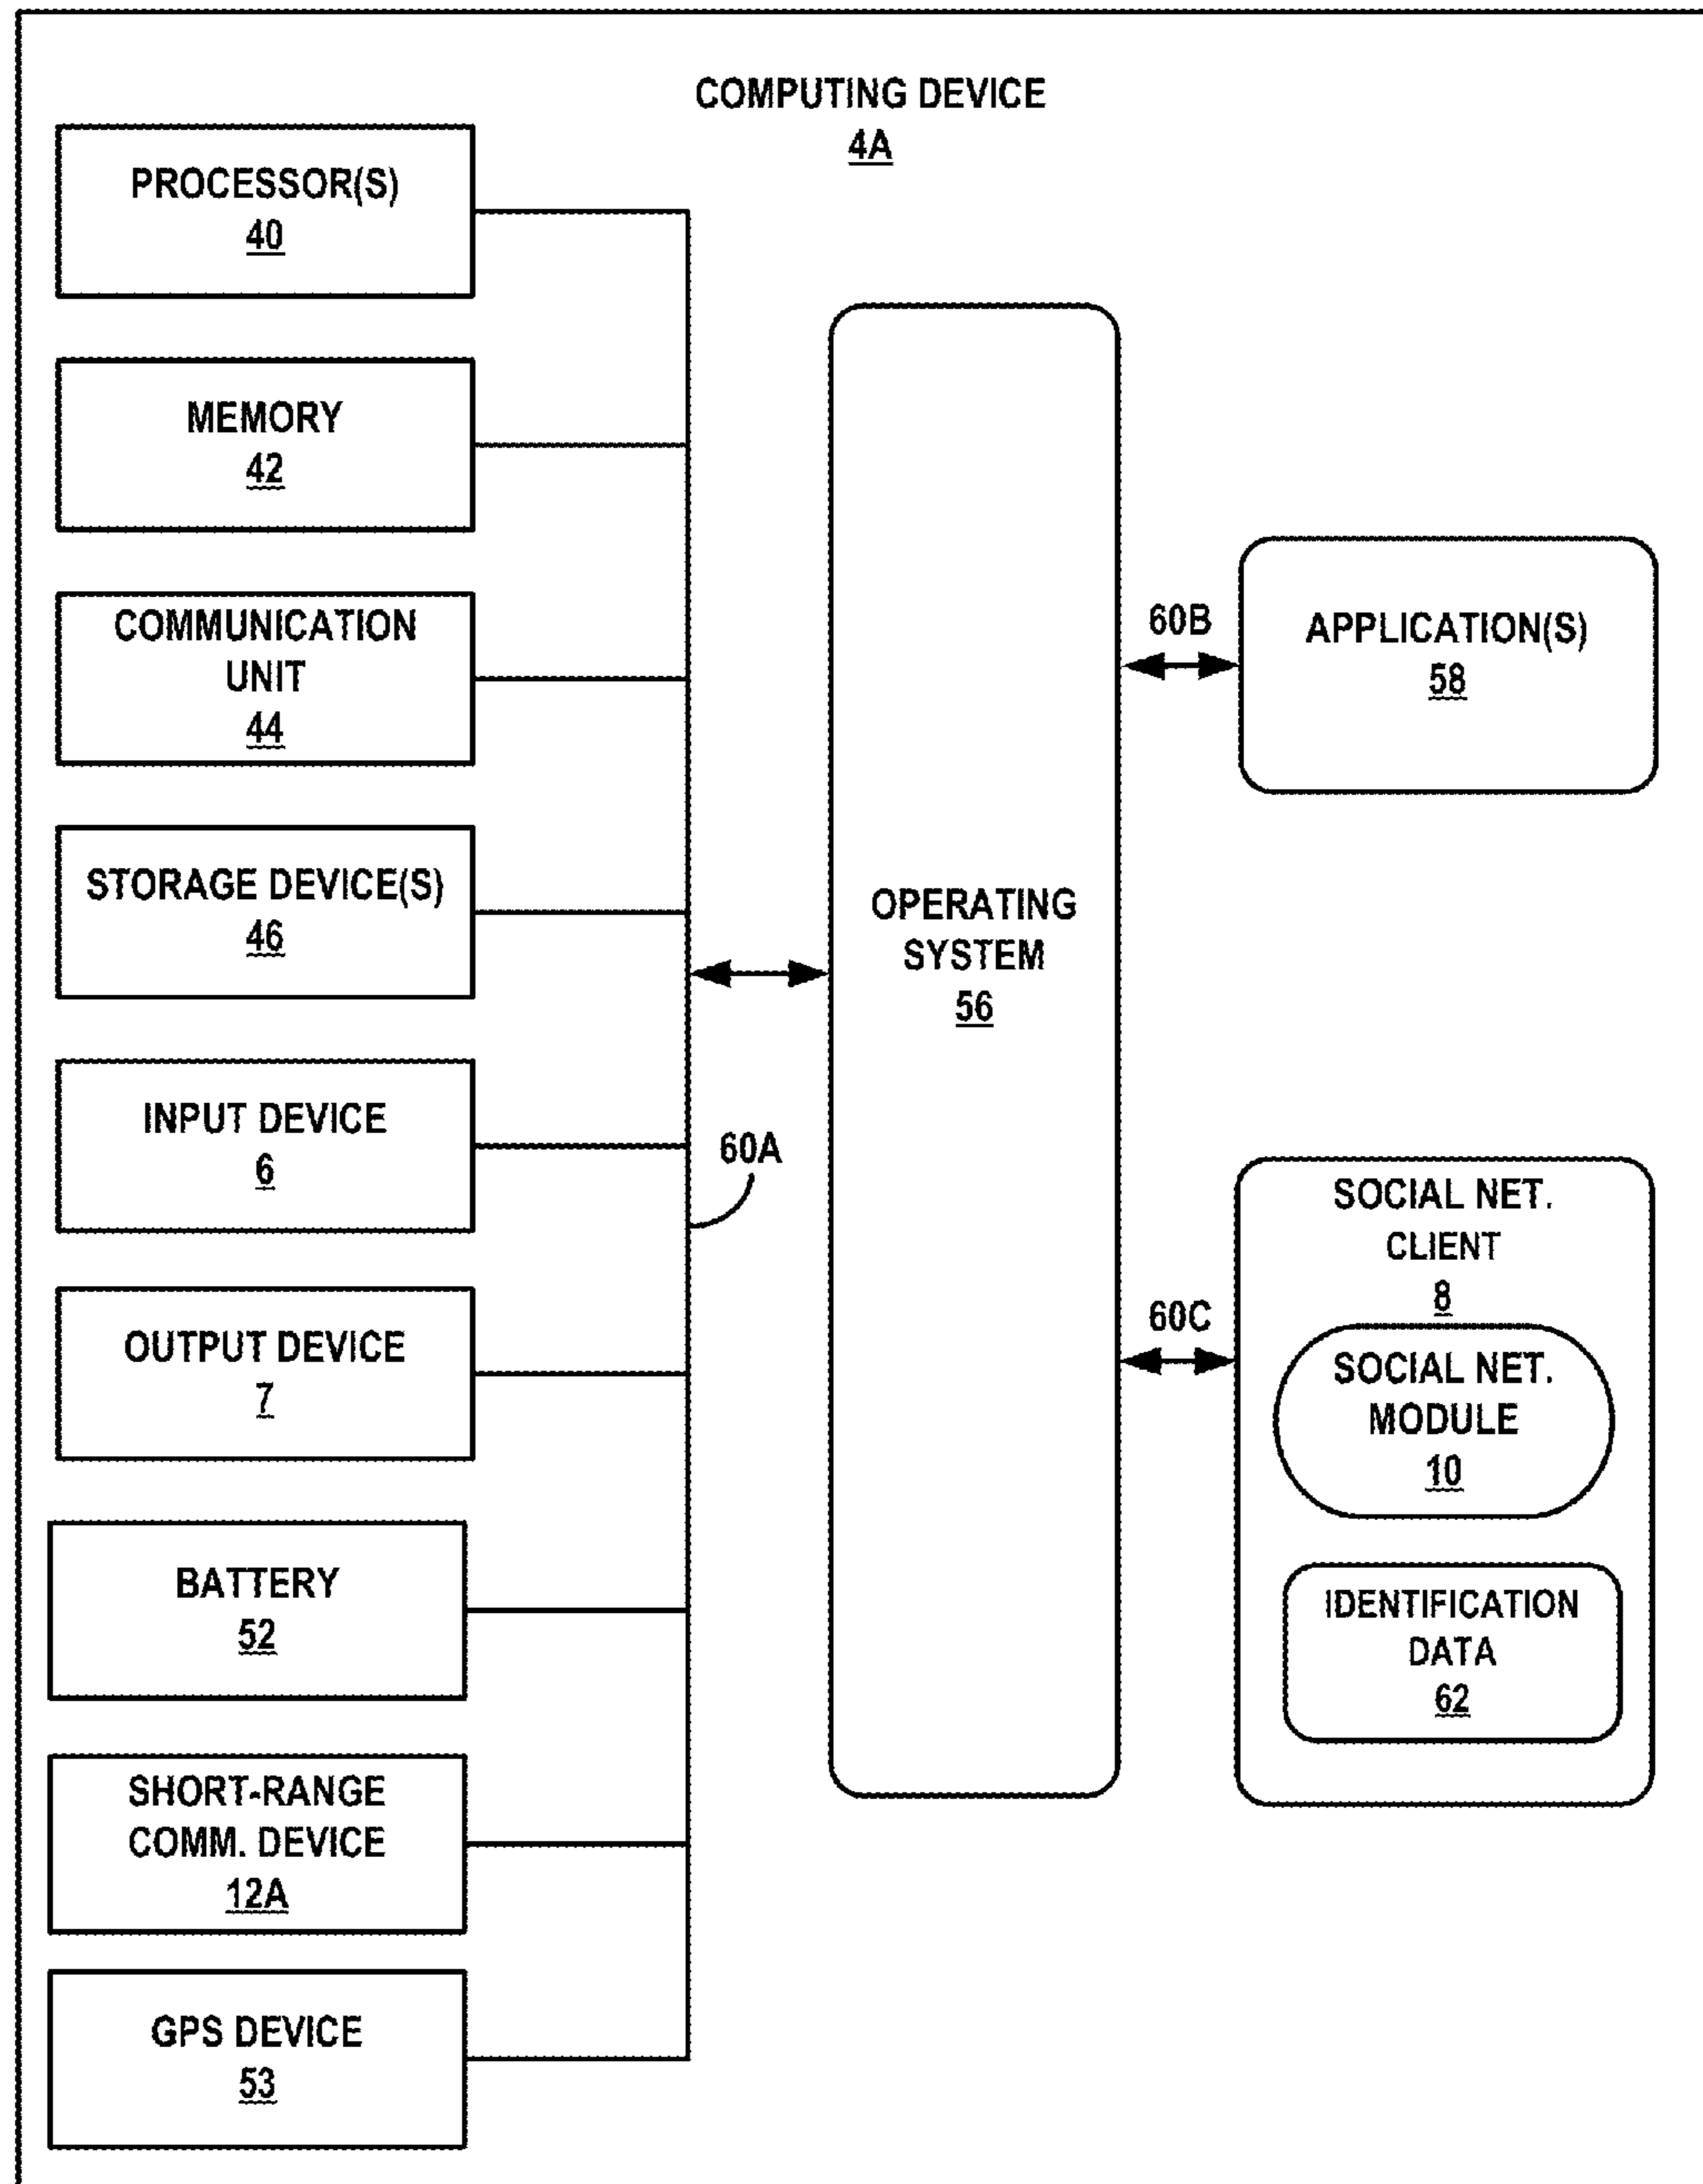 COMPUTING DEVICE
4A
PROCESSOR(S)
40
MEMORY
42
COMMUNICATION
UNIT
44
STORAGE DEVICE(S)
46
INPUT DEVICE
6
OUTPUT DEVICE
7
BATTERY
52
SHORT-RANGE
COMM. DEVICE
12A
GPS DEVICE
53
60A
OPERATING
SYSTEM
56
60B
APPLICATION(S)
58
60C
SOCIAL NET.
CLIENT
8
SOCIAL NET.
MODULE
10
IDENTIFICATION
DATA
62